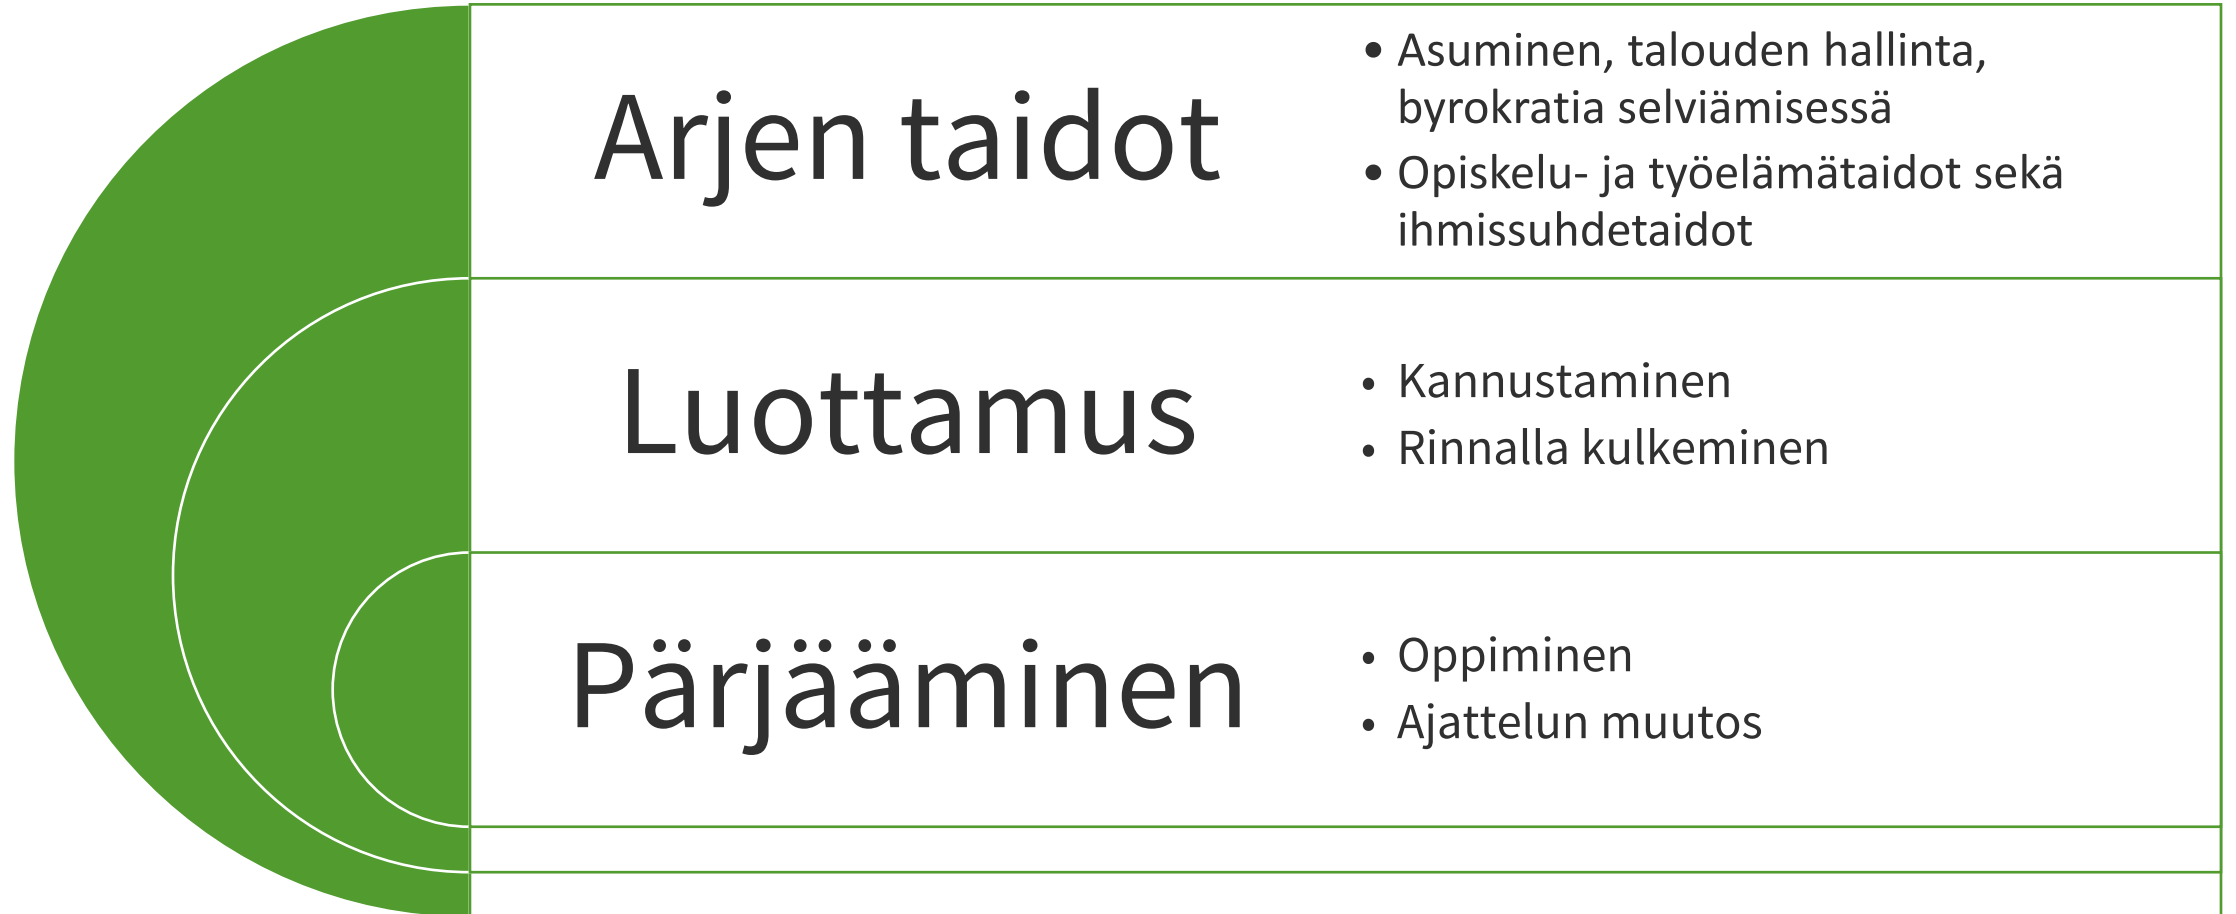 Arjen taidot
• Asuminen, talouden hallinta,
byrokratia selviämisessä
• Opiskelu- ja työelämätaidot sekä
ihmissuhdetaidot
Luottamus
• Kannustaminen
• Rinnalla kulkeminen
Pärjääminen
• Oppiminen
• Ajattelun muutos